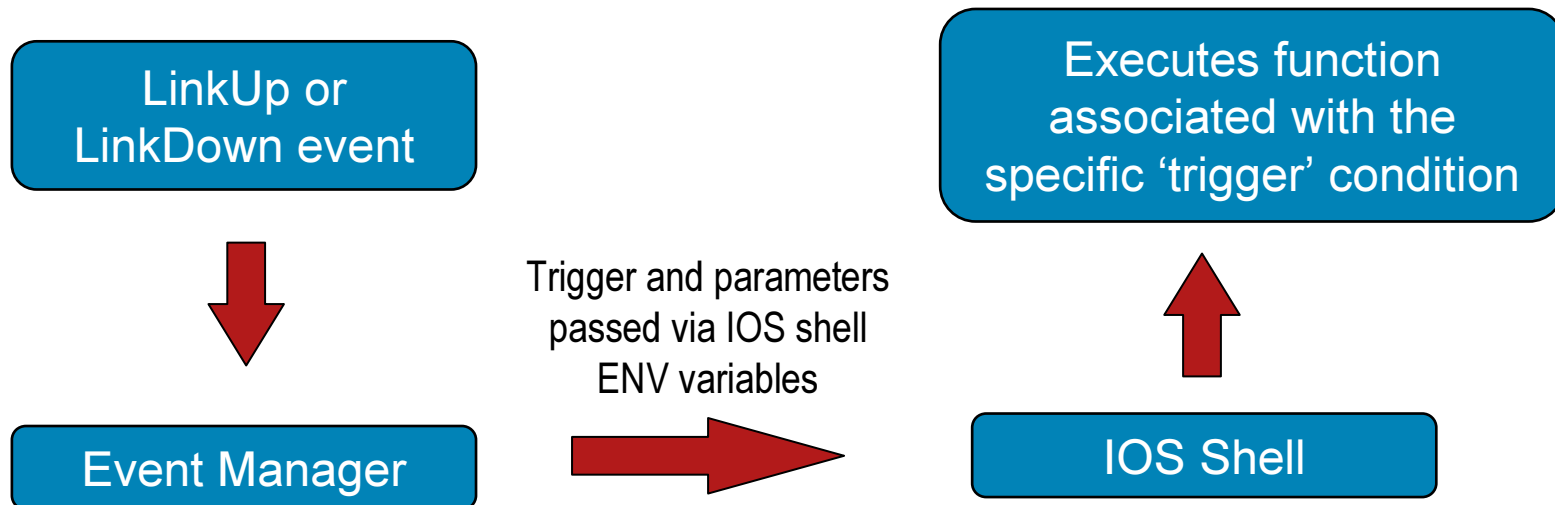 LinkUp or
LinkDown event
Event Manager
Trigger and parameters
passed via IOS shell
ENV variables
IOS Shell
Executes function
associated with the
specific ‘trigger’ condition